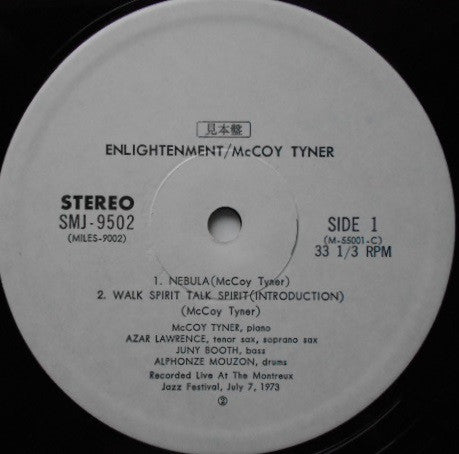 見本盤
ENLIGHTENMENT/McCOY TYNER
STEREO
SMJ-9502
(MILES-9002)
SIDE 1
(M-55001-C)
33 1/3 RPM
1. NEBULA(McCoy Tyner)
2. WALK SPIRIT TALK SPIRIT(INTRODUCTION)
(McCoy Tyner)
McCOY TYNER, piano
AZAR LAWRENCE, tenor sax, soprano sax
JUNY BOOTH, bass
ALPHONZE MOUZON, drums
Recorded Live At The Montreux
Jazz Festival, July 7, 1973
②